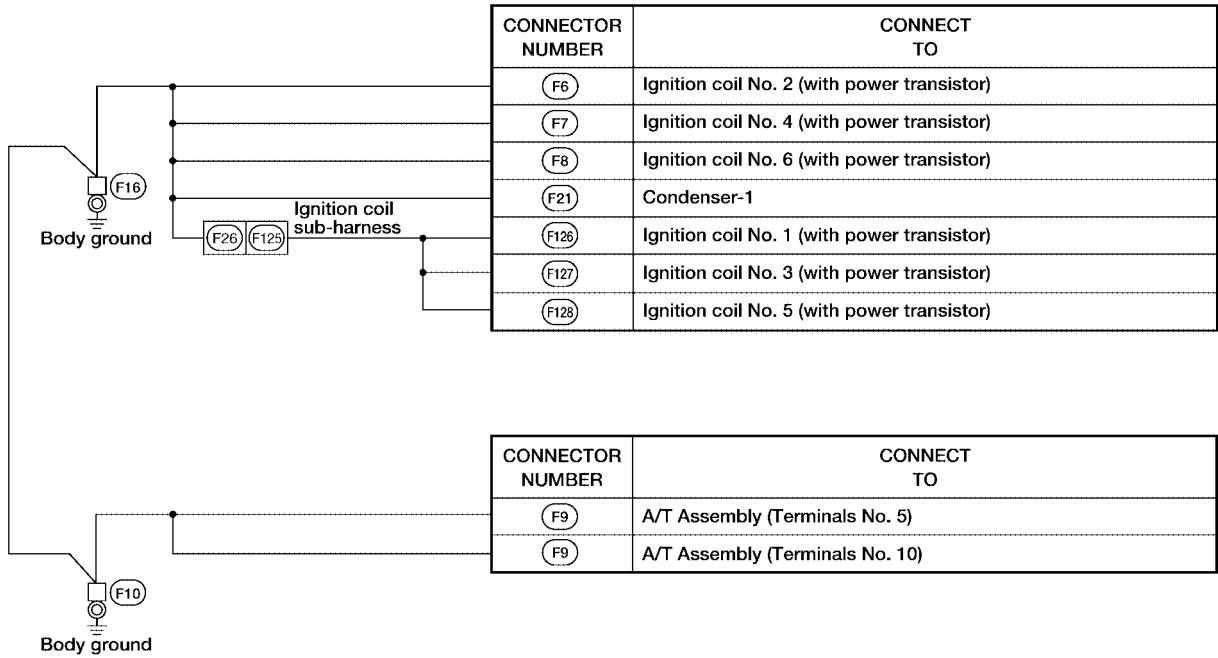 CONNECTOR NUMBER CONNECT TO
F6 Ignition coil No. 2 (with power transistor)
F7 Ignition coil No. 4 (with power transistor)
F8 Ignition coil No. 6 (with power transistor)
F21 Condenser-1
F126 Ignition coil No. 1 (with power transistor)
F127 Ignition coil No. 3 (with power transistor)
F128 Ignition coil No. 5 (with power transistor)
F16
Body ground
Ignition coil
sub-harness
F26 F125
CONNECTOR NUMBER CONNECT TO
F9 A/T Assembly (Terminals No. 5)
F9 A/T Assembly (Terminals No. 10)
F10
Body ground